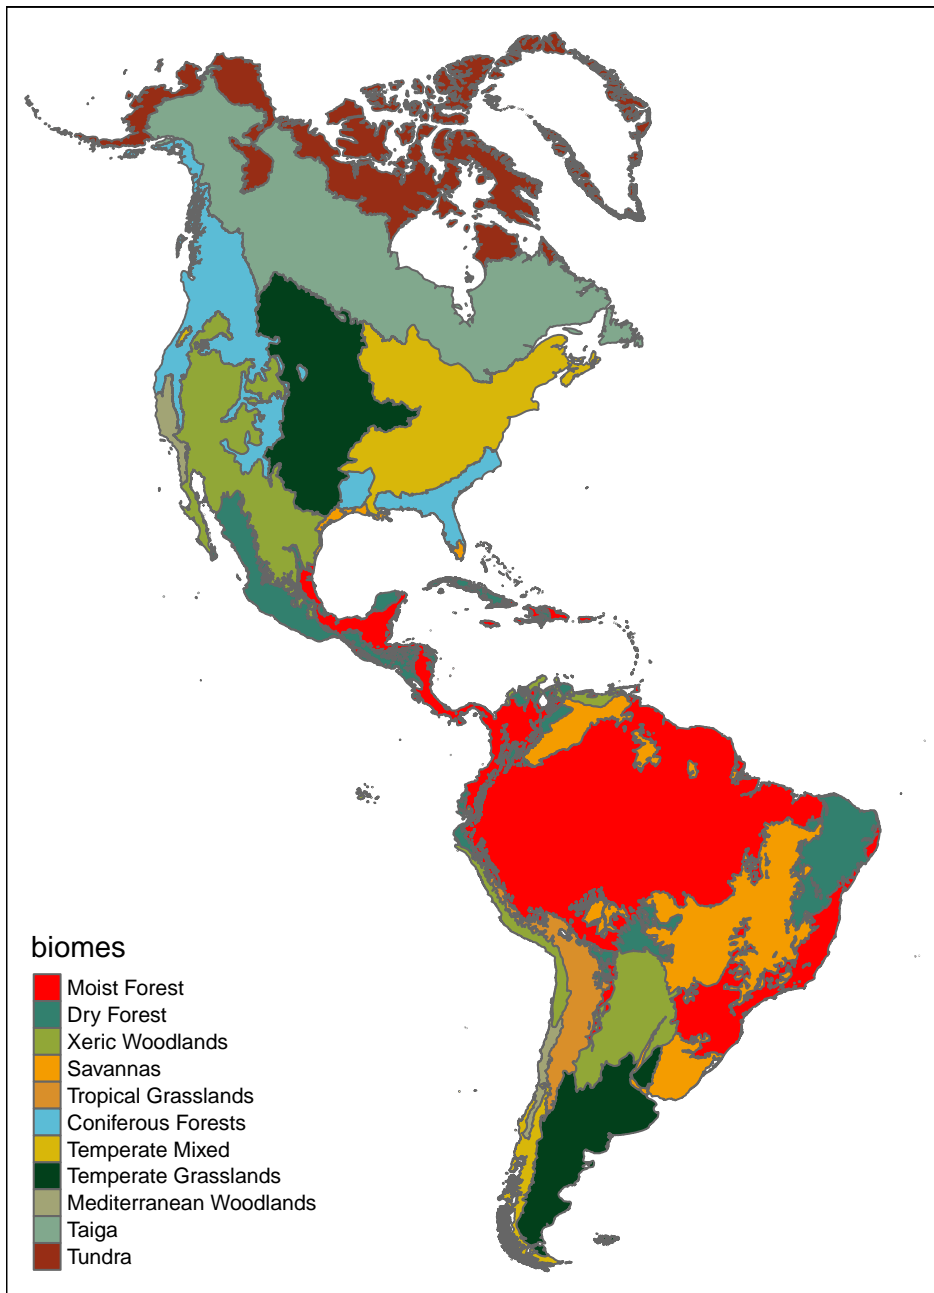 biomes
Moist Forest
Dry Forest
Xeric Woodlands
Savannas
Tropical Grasslands
Coniferous Forests
Temperate Mixed
Temperate Grasslands
Mediterranean Woodlands
Taiga
Tundra